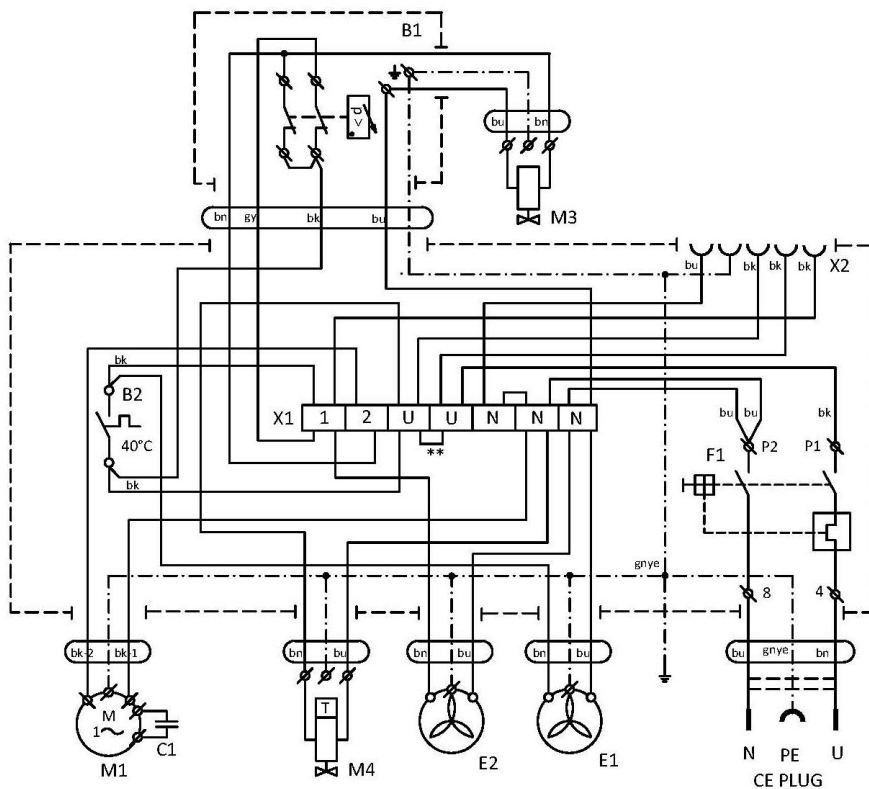 B1
p
<
bu
bn
M3
bn
gy
bk
bu
X2
bu
bk
bk
bk
bk
B2
40°C
bk
X1
1
2
U
U
N
N
N
**
bu
bu
bk
P2
P1
F1
gnye
8
4
bk-2
bk-1
bn
bu
bn
bu
bn
bu
bu
gnye
bn
M
1
C1
M1
T
M4
E2
E1
N
PE
U
CE PLUG